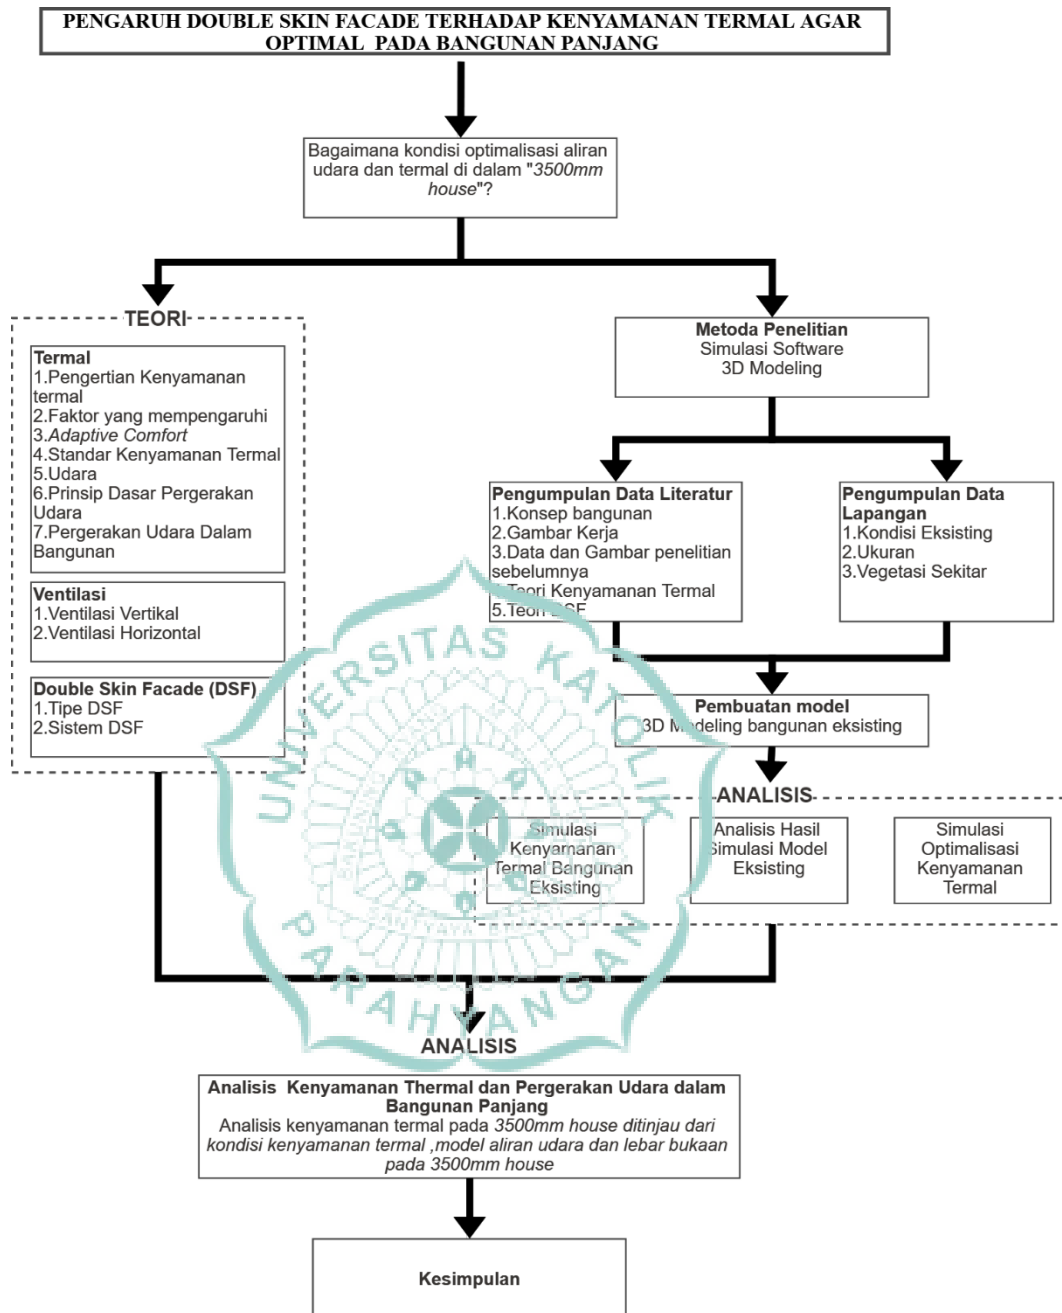 PENGARUH DOUBLE SKIN FACADE TERHADAP KENYAMANAN TERMAL AGAR
OPTIMAL PADA BANGUNAN PANJANG
Bagaimana kondisi optimalisasi aliran
udara dan termal di dalam "3500mm
house"?
TEORI
Termal
1.Pengertian Kenyamanan
termal
2.Faktor yang mempengaruhi
3.Adaptive Comfort
4.Standar Kenyamanan Termal
5.Udara
6.Prinsip Dasar Pergerakan
Udara
7.Pergerakan Udara Dalam
Bangunan
Ventilasi
1.Ventilasi Vertikal
2.Ventilasi Horizontal
Double Skin Facade (DSF)
1.Tipe DSF
2.Sistem DSF
Metoda Penelitian
Simulasi Software
3D Modeling
Pengumpulan Data Literatur
1.Konsep bangunan
2.Gambar Kerja
3.Data dan Gambar penelitian
sebelumnya
Teori Kenyamanan Termal
5.Teori DSF
Pengumpulan Data
Lapangan
1.Kondisi Eksisting
2.Ukuran
3.Vegetasi Sekitar
Pembuatan model
3D Modeling bangunan eksisting
ANALISIS
Simulasi
Kenyamanan
Termal Bangunan
Eksisting
Analisis Hasil
Simulasi Model
Eksisting
Simulasi
Optimalisasi
Kenyamanan
Termal
UNIVERSITAS KATOLIK
PARAHYANGAN
ANALISIS
Analisis Kenyamanan Thermal dan Pergerakan Udara dalam
Bangunan Panjang
Analisis kenyamanan termal pada 3500mm house ditinjau dari
kondisi kenyamanan termal ,model aliran udara dan lebar bukaan
pada 3500mm house
Kesimpulan